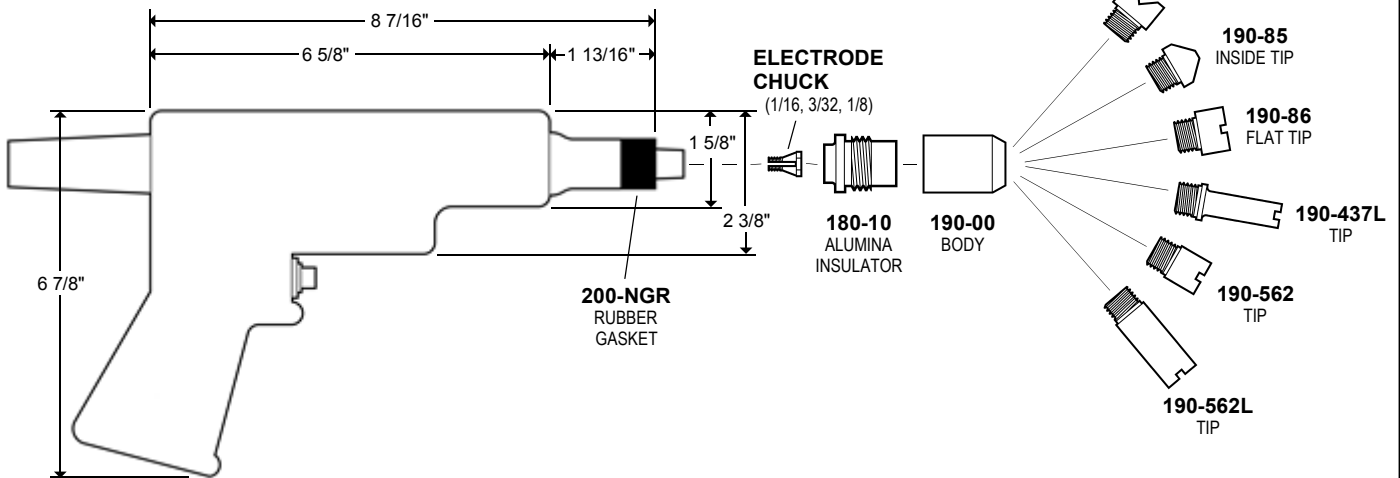 8 7/16"
6 5/8"
1 13/16"
ELECTRODE
CHUCK
(1/16, 3/32, 1/8)
190-85
INSIDE TIP
190-86
FLAT TIP
1 5/8"
2 3/8"
180-10
ALUMINA
INSULATOR
190-00
BODY
190-437L
TIP
6 7/8"
200-NGR
RUBBER
GASKET
190-562
TIP
190-562L
TIP